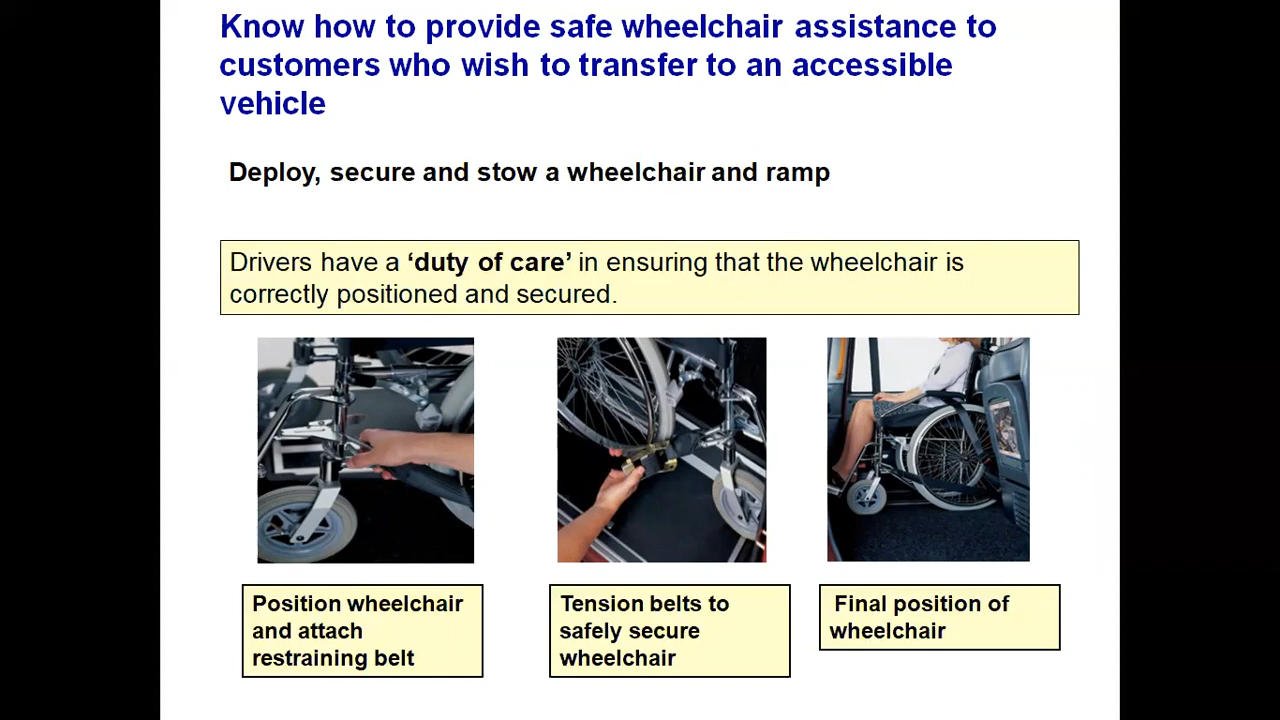 Know how to provide safe wheelchair assistance to
customers who wish to transfer to an accessible
vehicle
Deploy, secure and stow a wheelchair and ramp
Drivers have a ‘duty of care’ in ensuring that the wheelchair is
correctly positioned and secured.
Position wheelchair
and attach
restraining belt
Tension belts to
safely secure
wheelchair
Final position of
wheelchair